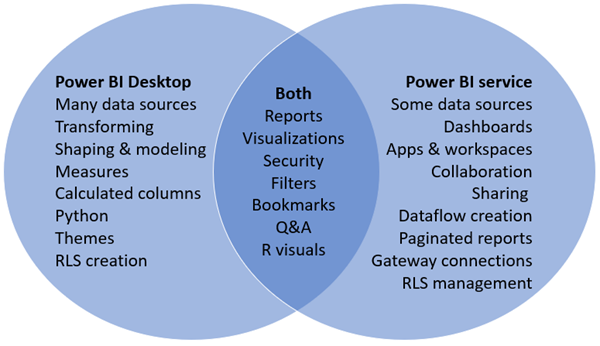 Power BI Desktop
Many data sources
Transforming
Shaping & modeling
Measures
Calculated columns
Python
Themes
RLS creation
Both
Reports
Visualizations
Security
Filters
Bookmarks
Q&A
R visuals
Power BI service
Some data sources
Dashboards
Apps & workspaces
Collaboration
Sharing
Dataflow creation
Paginated reports
Gateway connections
RLS management